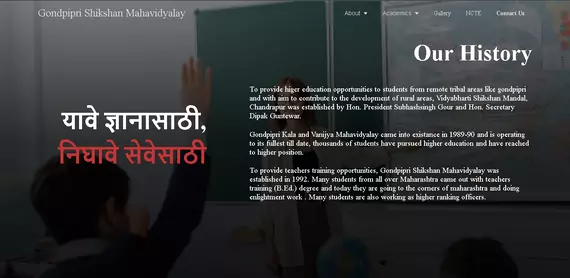 Gondpipri Shikshan Mahavidyalay
About Academics Gallery NCTE Contact Us
Our History
यावे ज्ञानासाठी,
निघावे सेवेसाठी
To provide higer education opportunities to students from remote tribal areas like gondpipri
and with aim to contribute to the development of rural areas, Vidyabharti Shikshan Mandal,
Chandrapur was established by Hon. President Subhashsingh Gour and Hon. Secretary
Dipak Guntewar.
Gondpipri Kala and Vanijya Mahavidyalay came into existance in 1989-90 and is operating
to its fullest till date, thousands of students have pursued higher education and have reached
to higher position.
To provide teachers training opportunities, Gondpipri Shikshan Mahavidyalay was
established in 1992. Many students from all over Maharashtra came out with teachers
training (B.Ed.) degree and today they are going to the corners of maharashtra and doing
enlightment work . Many students are also working as higher ranking officers.